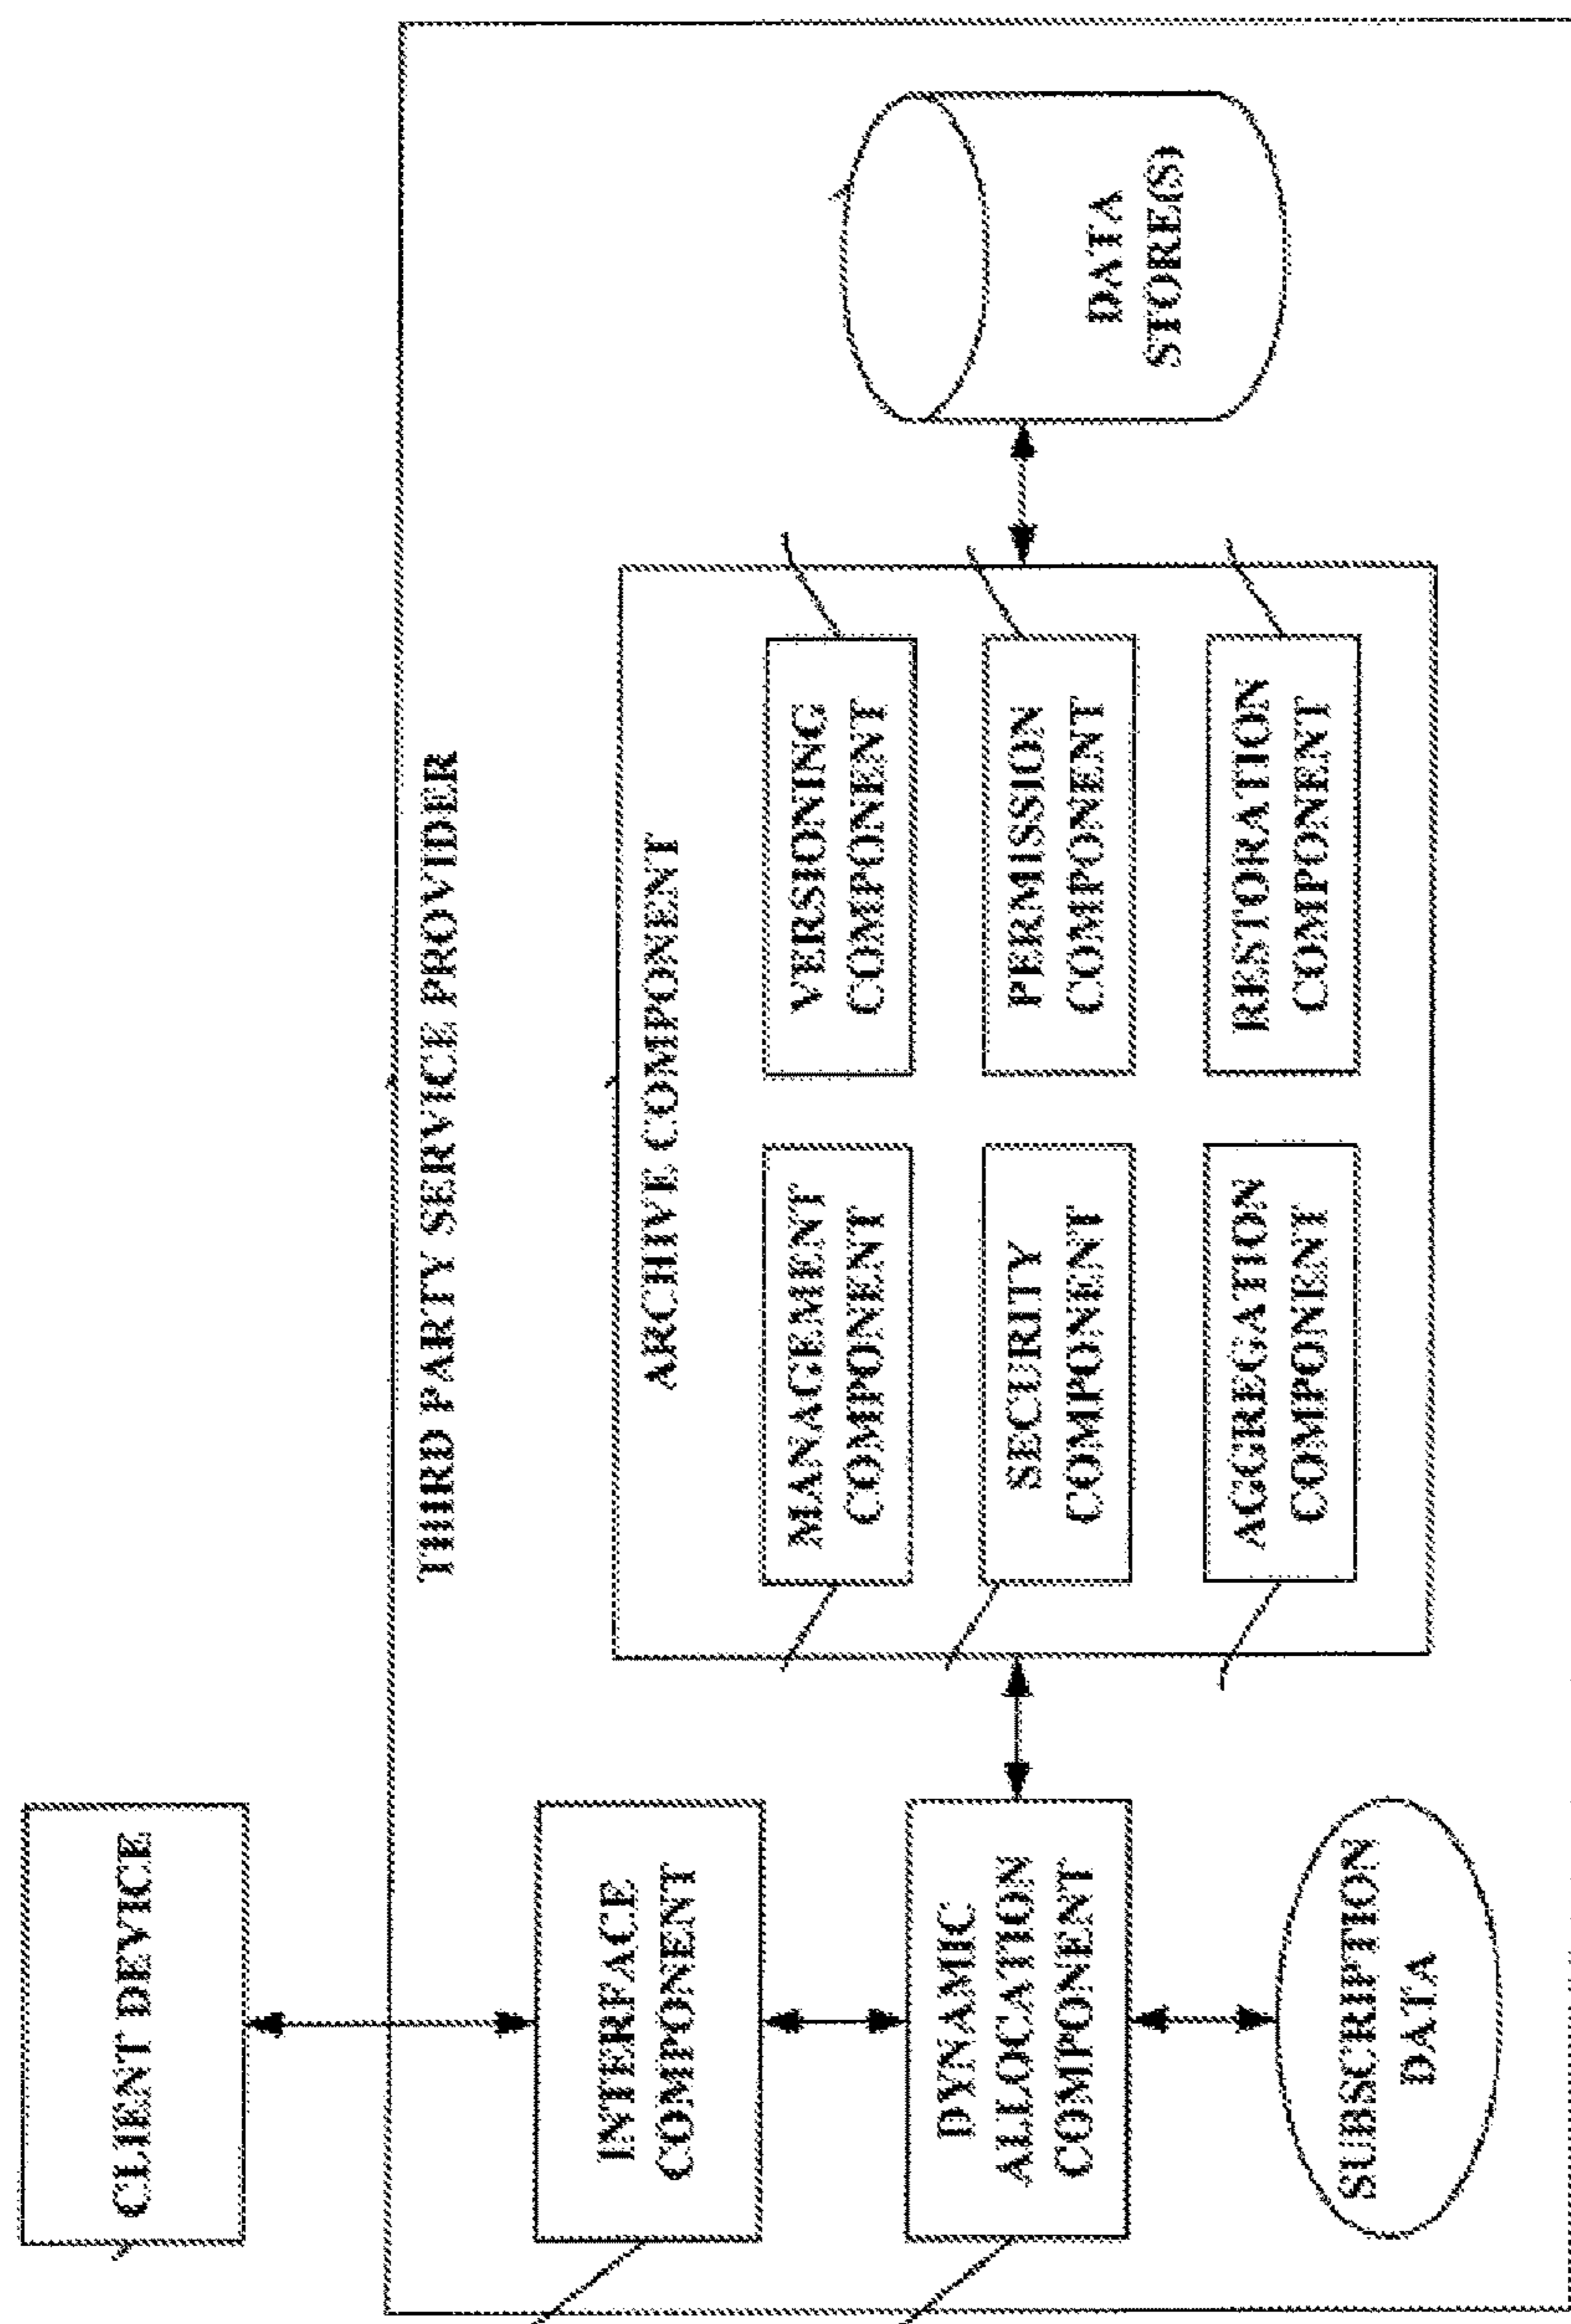 CLIENT DEVICE
THIRD PARTY SERVICE PROVIDER
INTERFACE
COMPONENT
ARCHIVE COMPONENT
MANAGEMENT
COMPONENT
VERSIONING
COMPONENT
DYNAMIC
ALLOCATION
COMPONENT
SECURITY
COMPONENT
PERMISSION
COMPONENT
DATA
STORE(S)
AGGREGATION
COMPONENT
RESTORATION
COMPONENT
SUBSCRIPTION
DATA